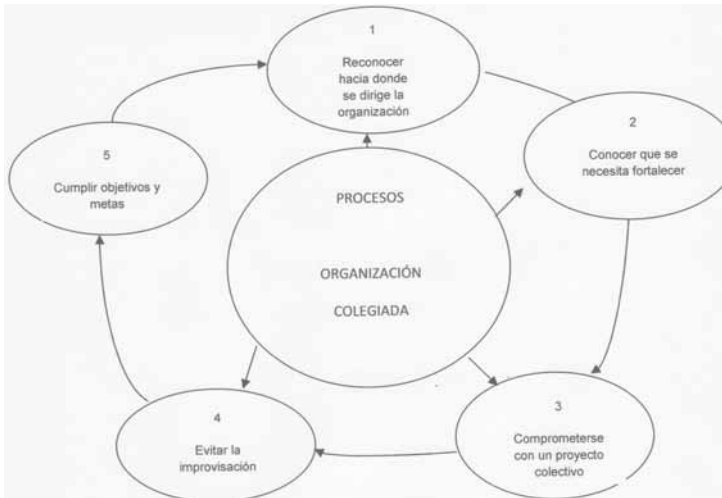 1
Reconocer
hacia donde
se dirige la
organización
2
Conocer que se
necesita fortalecer
5
Cumplir objetivos y
metas
PROCESOS
ORGANIZACIÓN
COLEGIADA
4
Evitar la
improvisación
3
Comprometerse
con un proyecto
colectivo